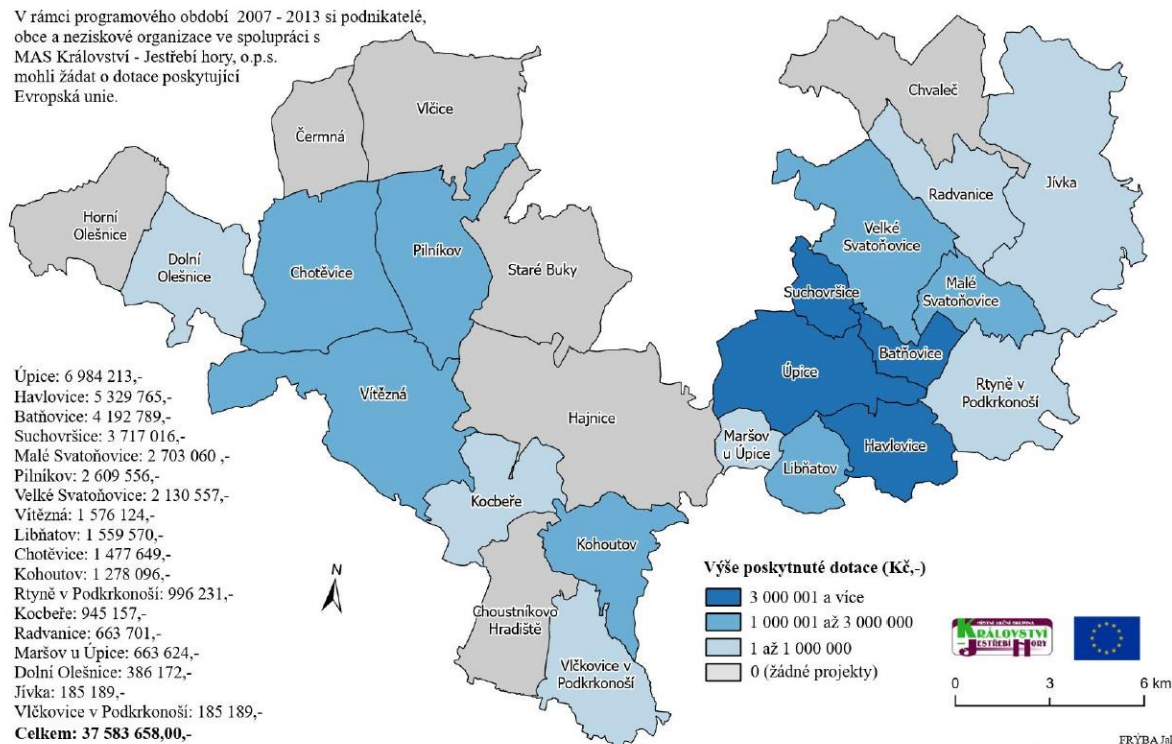 V rámci programového období 2007 - 2013 si podnikatelé,
obce a neziskové organizace ve spolupráci s
MAS Království - Jestřebí hory, o.p.s.
mohli žádat o dotace poskytující
Evropská unie.
Vlčice
Čermná
Chvaleč
Horní
Olešnice
Dolní
Olešnice
Chotěvice
Pilníkov
Staré Buky
Radvanice
Jívka
Velké
Svatoňovice
Malé
Svatoňovice
Suchovršice
Batňovice
Úpice
Rtyně v
Podkrkonoší
Vítězná
Hajnice
Maršov
u Úpice
Libňatov
Havlovice
Kocbeře
Kohoutov
Choustníkovo
Hradiště
Vlčkovice v
Podkrkonoší
Úpice: 6 984 213,-
Havlovice: 5 329 765,-
Batňovice: 4 192 789,-
Suchovršice: 3 717 016,-
Malé Svatoňovice: 2 703 060 ,-
Pilníkov: 2 609 556,-
Velké Svatoňovice: 2 130 557,-
Vítězná: 1 576 124,-
Libňatov: 1 559 570,-
Chotěvice: 1 477 649,-
Kohoutov: 1 278 096,-
Rtyně v Podkrkonoší: 996 231,-
Kocbeře: 945 157,-
Radvanice: 663 701,-
Maršov u Úpice: 663 624,-
Dolní Olešnice: 386 172,-
Jívka: 185 189,-
Vlčkovice v Podkrkonoší: 185 189,-
Celkem: 37 583 658,00,-
N
Výše poskytnuté dotace (Kč,-)
3 000 001 a více
1 000 001 až 3 000 000
1 až 1 000 000
0 (žádné projekty)
MÍSTNÍ AKČNÍ SKUPINA
KRÁLOVSTVÍ
JESTŘEBÍ HORY
0 3 6 km
FRÝBA